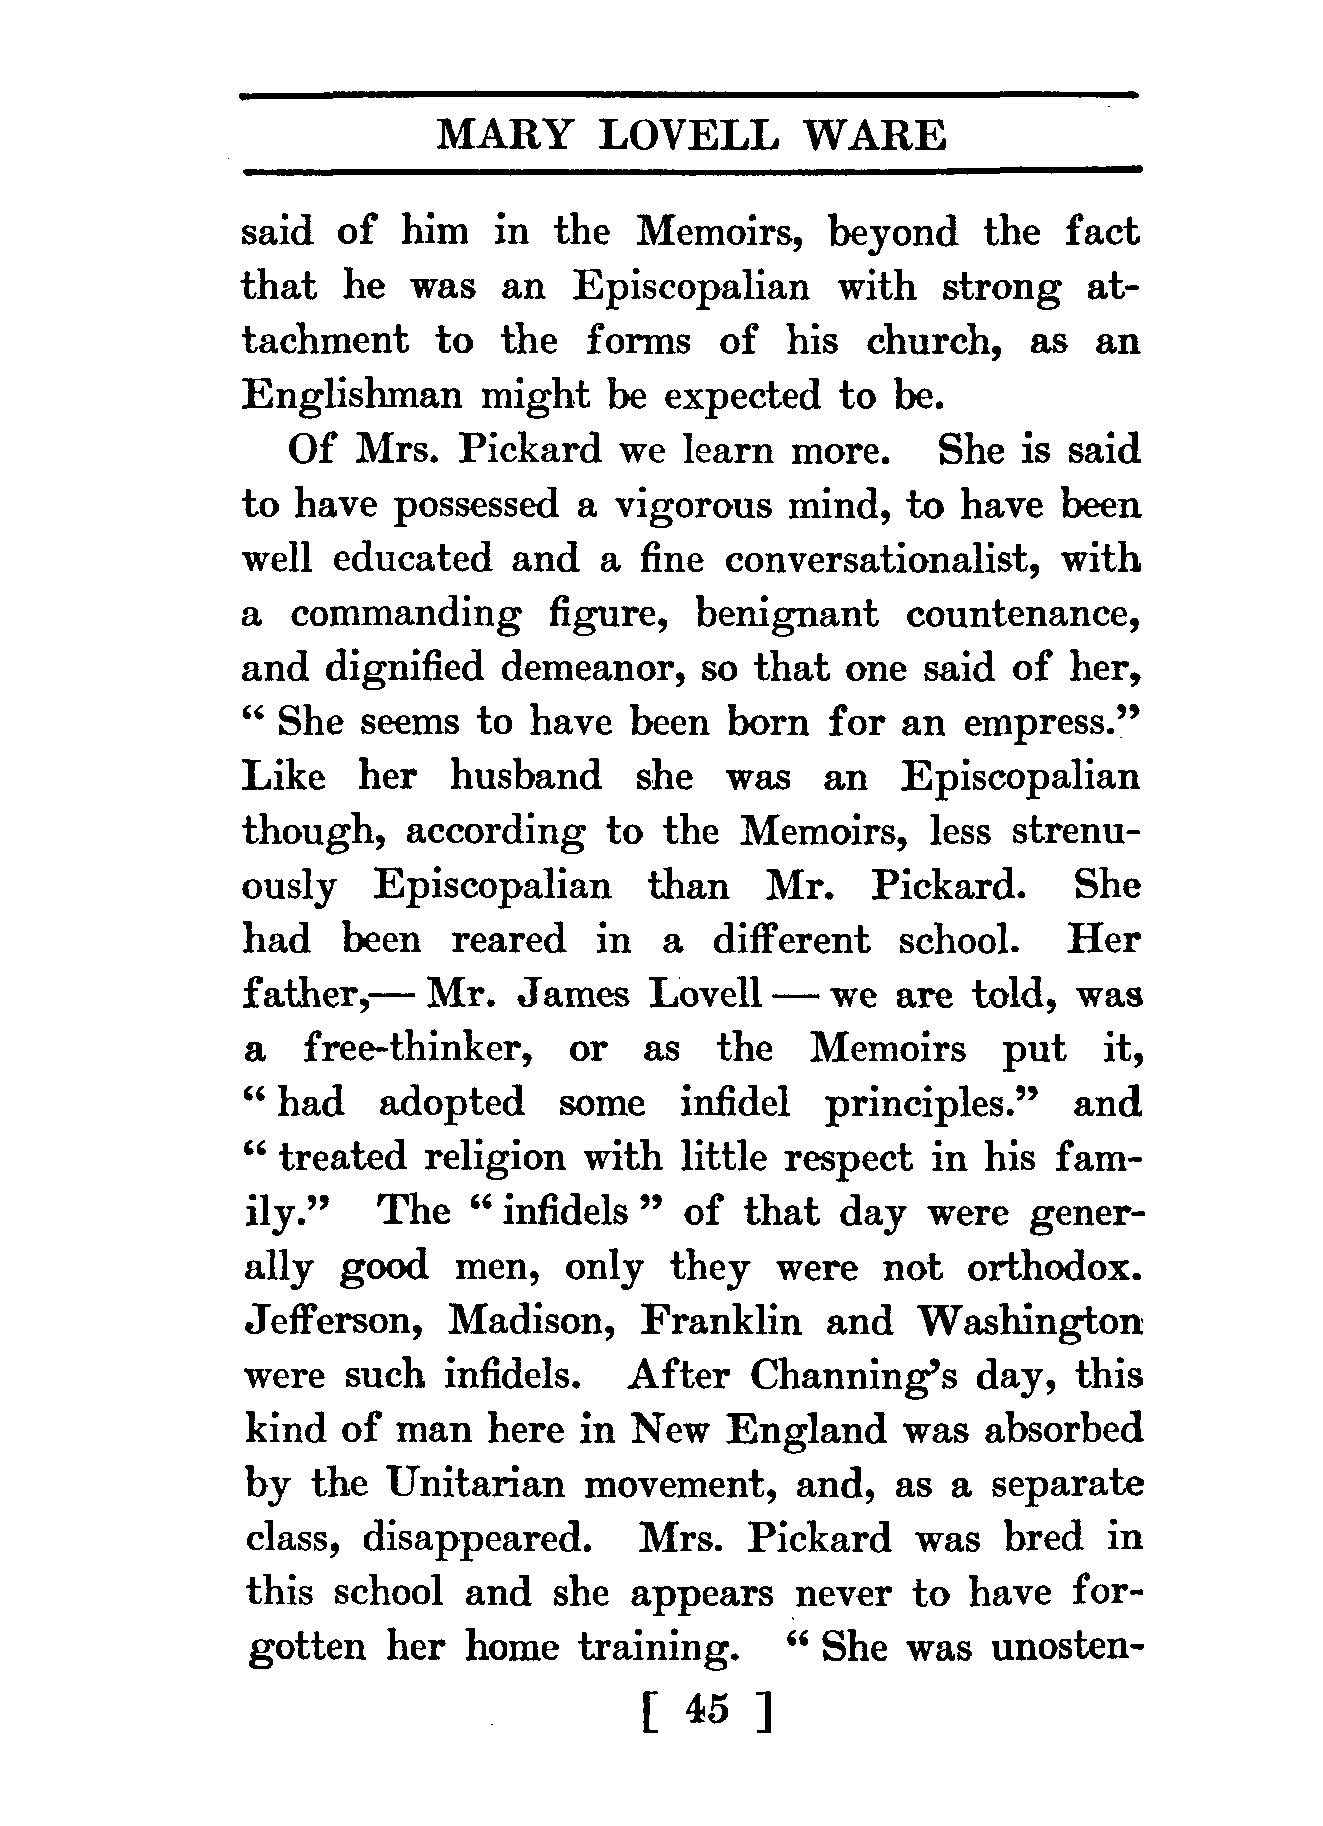 MARY LOVELL WARE
said of him in the Memoirs, beyond the fact
that he was an Episcopalian with strong at-
tachment to the forms of his church, as an
Englishman might be expected to be.
Of Mrs. Pickard we learn more. She is said
to have possessed a vigorous mind, to have been
well educated and a fine conversationalist, with
a commanding figure, benignant countenance,
and dignified demeanor, so that one said of her,
“ She seems to have been born for an empress.”
Like her husband she was an Episcopalian
though, according to the Memoirs, less strenu-
ously Episcopalian than Mr. Pickard. She
had been reared in a different school. Her
father,— Mr. James Lovell — we are told, was
a free-thinker, or as the Memoirs put it,
“ had adopted some infidel principles.” and
“ treated religion with little respect in his fam-
ily.” The “ infidels ” of that day were gener-
ally good men, only they were not orthodox.
Jefferson, Madison, Franklin and Washington
were such infidels. After Channing’s day, this
kind of man here in New England was absorbed
by the Unitarian movement, and, as a separate
class, disappeared. Mrs. Pickard was bred in
this school and she appears never to have for-
gotten her home training. “ She was unosten-
[ 45 ]